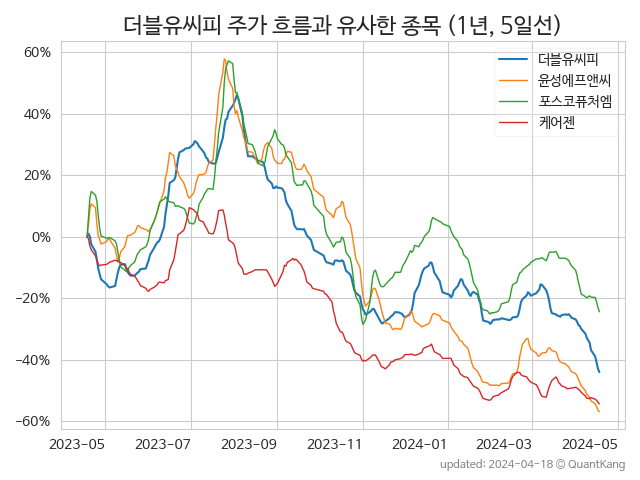 더블유씨피 주가 흐름과 유사한 종목 (1년, 5일선)
더블유씨피
윤성에프앤씨
포스코퓨처엠
케어젠
60%
40%
20%
0%
−20%
−40%
−60%
2023-05 2023-07 2023-09 2023-11 2024-01 2024-03 2024-05
updated: 2024-04-18 © QuantKang